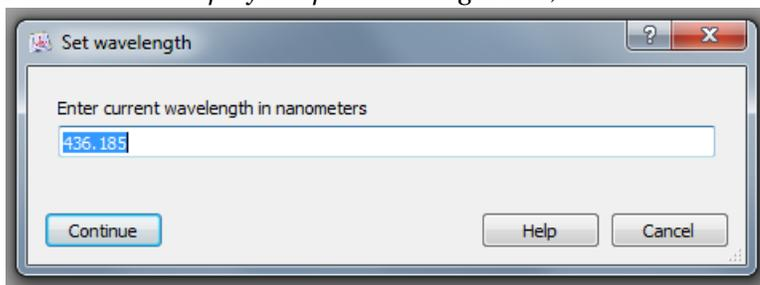 Set wavelength
?
X
Enter current wavelength in nanometers
436.185
Continue Help Cancel